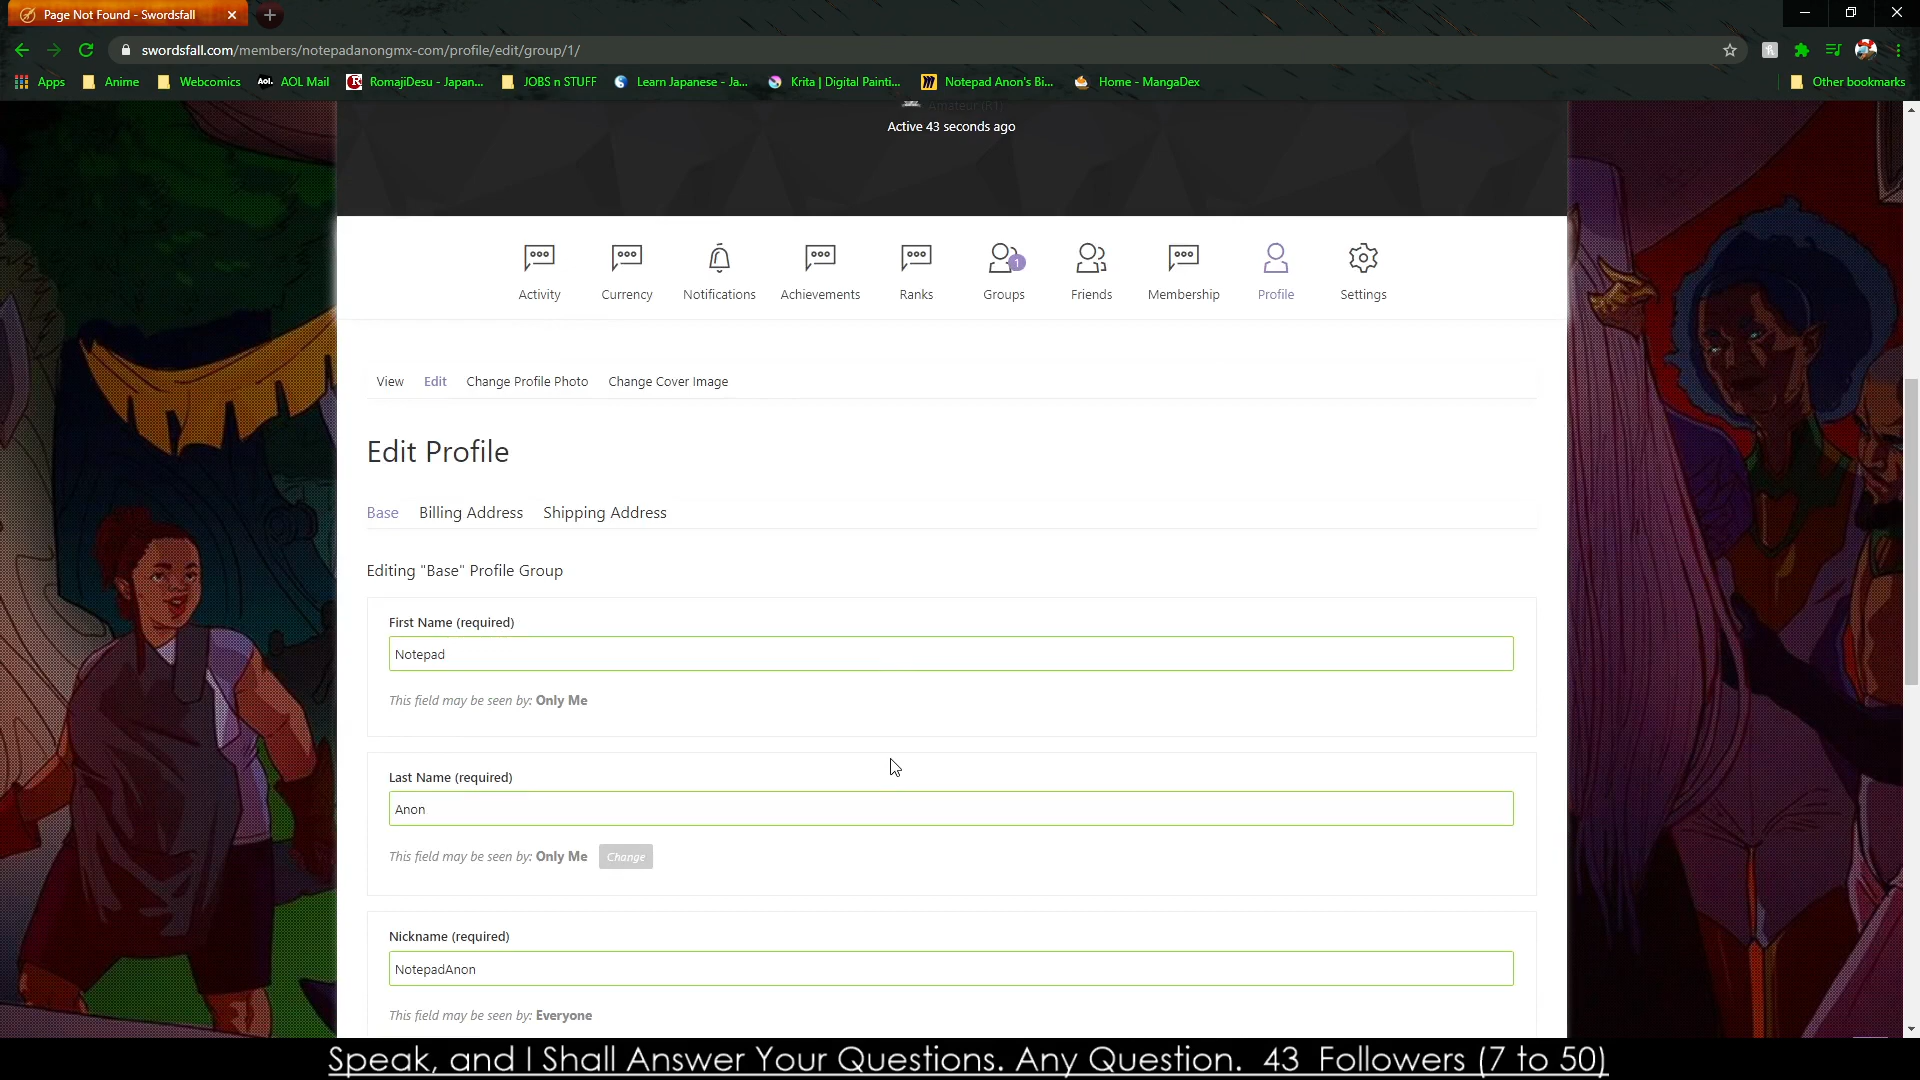 Page Not Found - Swordsfall
swordsfall.com/members/notepadanongmx-com/profile/edit/group/1/
Apps
Anime
Webcomics
Aol. AOL Mail
RomajiDesu - Japan...
JOBS n STUFF
Learn Japanese - Ja...
Krita | Digital Painti...
Notepad Anon's Bi...
Home - MangaDex
Other bookmarks
Amateur (R1)
Active 43 seconds ago
Activity
Currency
Notifications
Achievements
Ranks
1
Groups
Friends
Membership
Profile
Settings
View Edit Change Profile Photo Change Cover Image
Edit Profile
Base Billing Address Shipping Address
Editing "Base" Profile Group
First Name (required)
Notepad
This field may be seen by: Only Me
Last Name (required)
Anon
This field may be seen by: Only Me Change
Nickname (required)
NotepadAnon
This field may be seen by: Everyone
Speak, and I Shall Answer Your Questions. Any Question. 43 Followers (7 to 50)